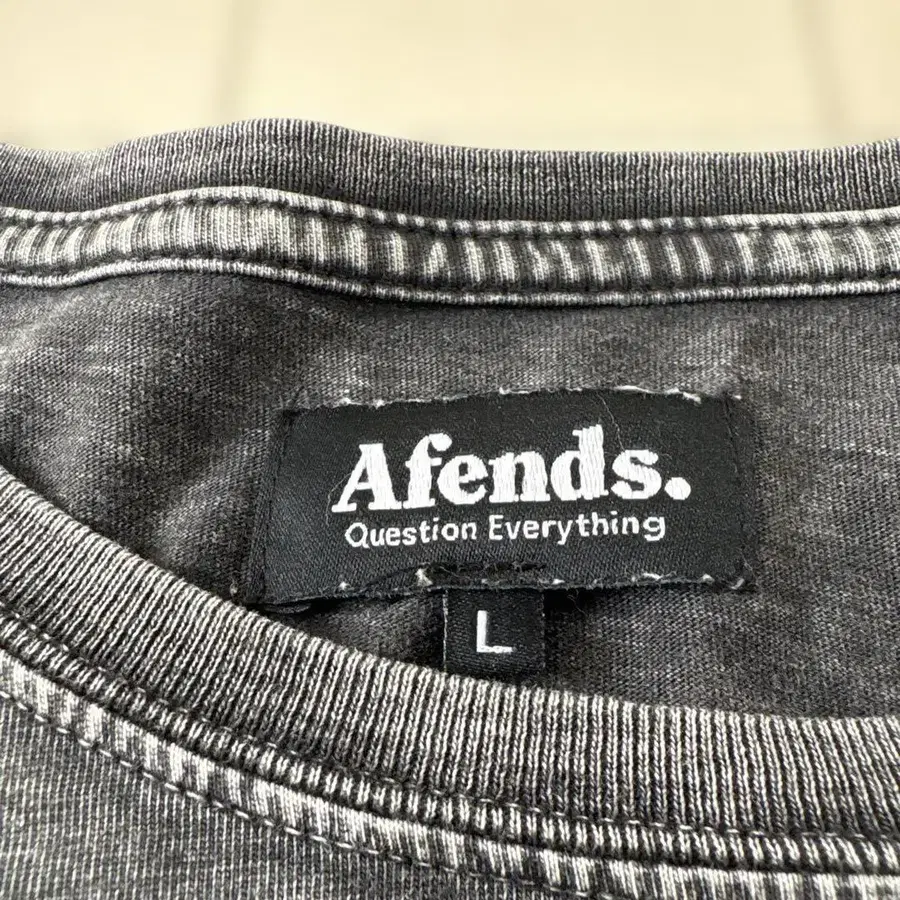 Afends.
Question Everything
L